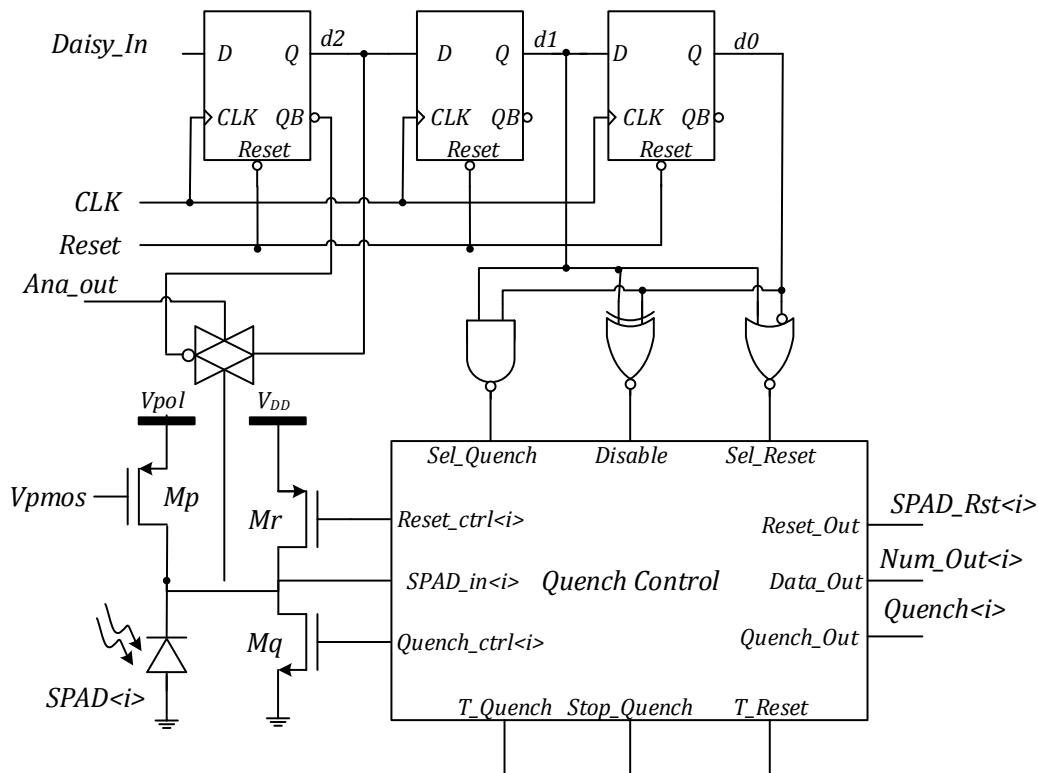 Daisy_In
D
Q
d2
D
Q
d1
D
Q
d0
CLK
QB
CLK
QB
CLK
QB
Reset
Reset
Reset
CLK
Reset
Ana_out
Vpol
VDD
Sel_Quench
Disable
Sel_Reset
Vpmos
Mp
Mr
Reset_ctrl<i>
Reset_Out
SPAD_Rst<i>
SPAD_in<i>
Quench Control
Data_Out
Num_Out<i>
Mq
Quench_ctrl<i>
Quench_Out
Quench<i>
SPAD<i>
T_Quench
Stop_Quench
T_Reset